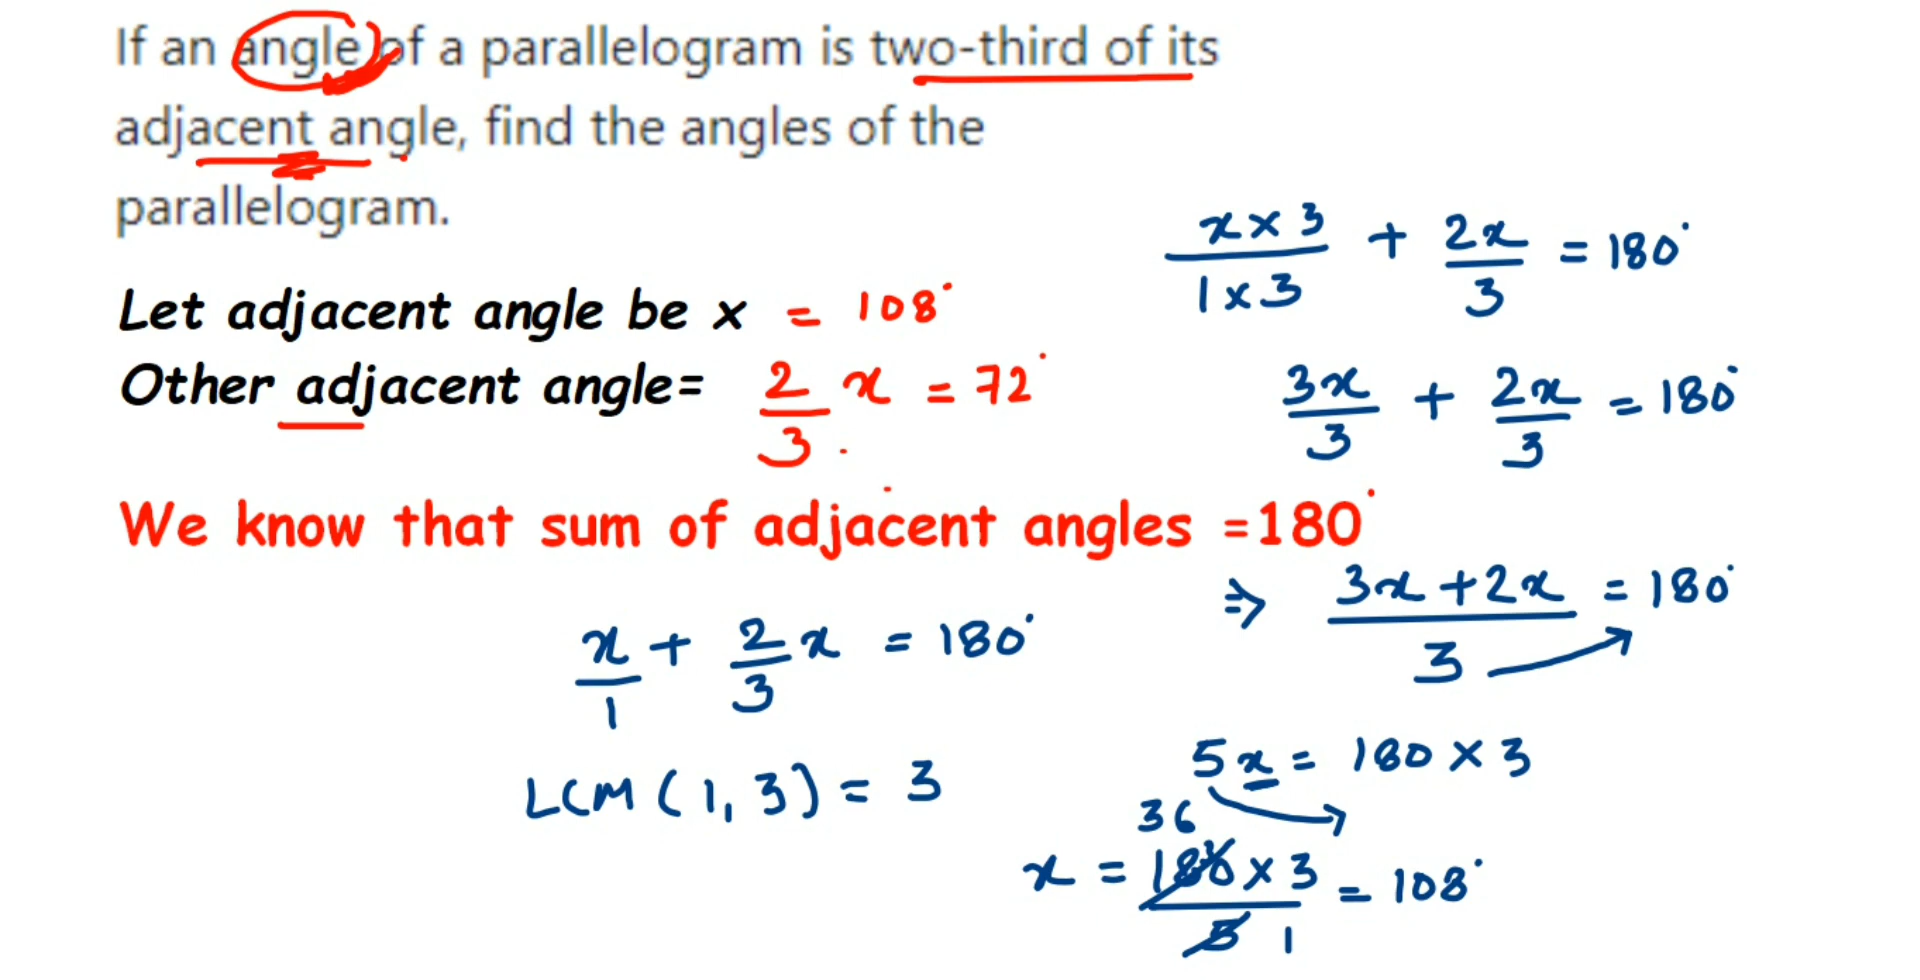 If an angle of a parallelogram is two-third of its
adjacent angle, find the angles of the
parallelogram.
Let adjacent angle be x = 108°
Other adjacent angle= 2/3 x = 72°
We know that sum of adjacent angles =180°
x/1 + 2/3 x = 180°
LCM (1, 3) = 3
x × 3/1 × 3 + 2x/3 = 180°
3x/3 + 2x/3 = 180°
⇒ 3x + 2x/3 = 180°
5x = 180 × 3
36
x = 180 × 3/5 1 = 108°